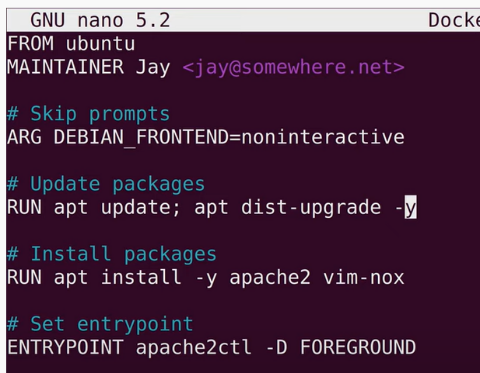 GNU nano 5.2 Docke
FROM ubuntu
MAINTAINER Jay <jay@somewhere.net>
# Skip prompts
ARG DEBIAN_FRONTEND=noninteractive
# Update packages
RUN apt update; apt dist-upgrade -y
# Install packages
RUN apt install -y apache2 vim-nox
# Set entrypoint
ENTRYPOINT apache2ctl -D FOREGROUND